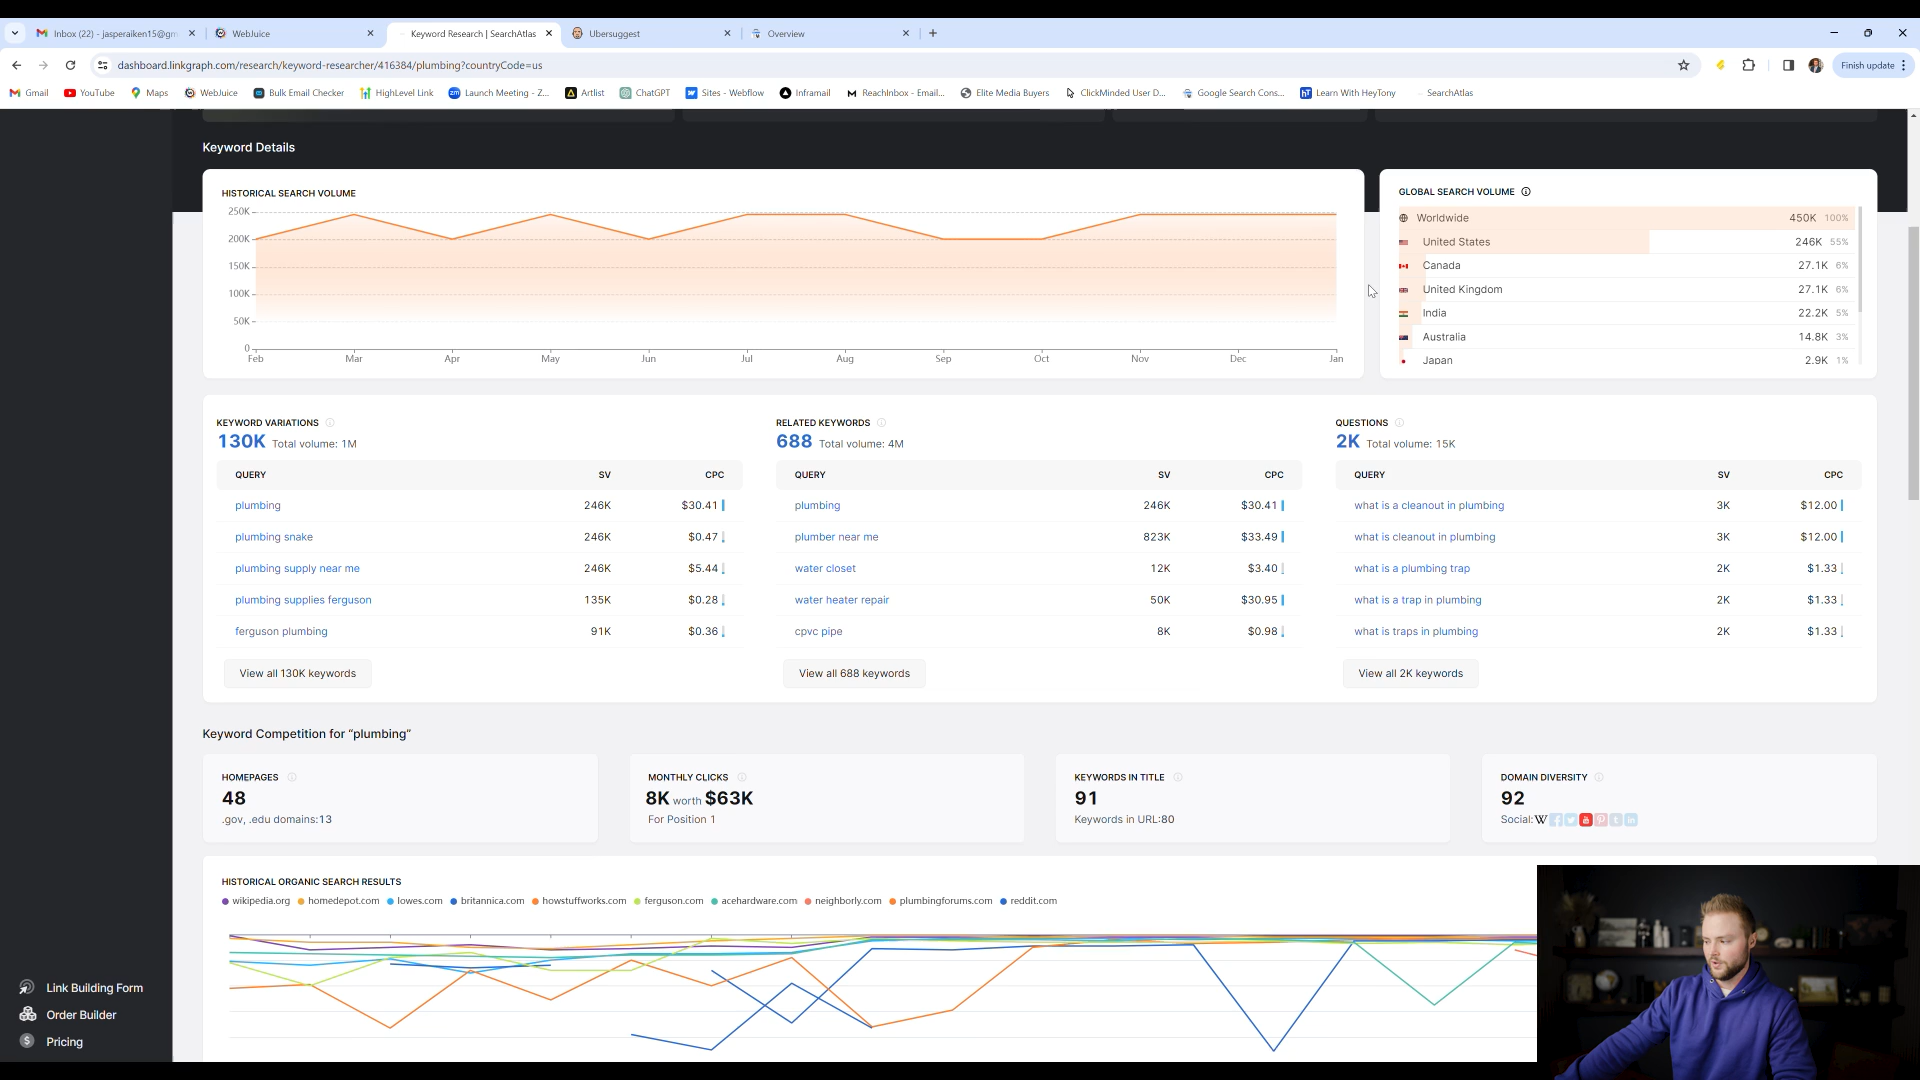 Inbox (22) - jasperaiken15@gm
WebJuice
Keyword Research | SearchAtlas
Ubersuggest
Overview
dashboard.linkgraph.com/research/keyword-researcher/416384/plumbing?countryCode=us
Finish update
Gmail
YouTube
Maps
WebJuice
Bulk Email Checker
HighLevel Link
Launch Meeting - Z...
Artlist
ChatGPT
Sites - Webflow
Inframail
ReachInbox - Email...
Elite Media Buyers
ClickMinded User D...
Google Search Cons...
Learn With HeyTony
SearchAtlas
Keyword Details
HISTORICAL SEARCH VOLUME
250K
200K
150K
100K
50K
0
Feb Mar Apr May Jun Jul Aug Sep Oct Nov Dec Jan
GLOBAL SEARCH VOLUME
Worldwide 450K 100%
United States 246K 55%
Canada 27.1K 6%
United Kingdom 27.1K 6%
India 22.2K 5%
Australia 14.8K 3%
Japan 2.9K 1%
KEYWORD VARIATIONS
130K Total volume: 1M
QUERY SV CPC
plumbing 246K $30.41
plumbing snake 246K $0.47
plumbing supply near me 246K $5.44
plumbing supplies ferguson 135K $0.28
ferguson plumbing 91K $0.36
View all 130K keywords
RELATED KEYWORDS
688 Total volume: 4M
QUERY SV CPC
plumbing 246K $30.41
plumber near me 823K $33.49
water closet 12K $3.40
water heater repair 50K $30.95
cpvc pipe 8K $0.98
View all 688 keywords
QUESTIONS
2K Total volume: 15K
QUERY SV CPC
what is a cleanout in plumbing 3K $12.00
what is cleanout in plumbing 3K $12.00
what is a plumbing trap 2K $1.33
what is a trap in plumbing 2K $1.33
what is traps in plumbing 2K $1.33
View all 2K keywords
Keyword Competition for “plumbing”
HOMEPAGES
48
.gov, .edu domains:13
MONTHLY CLICKS
8K worth $63K
For Position 1
KEYWORDS IN TITLE
91
Keywords in URL:80
DOMAIN DIVERSITY
92
Social:
HISTORICAL ORGANIC SEARCH RESULTS
wikipedia.org homedepot.com lowes.com britannica.com howstuffworks.com ferguson.com acehardware.com neighborly.com plumbingforums.com reddit.com
Link Building Form
Order Builder
Pricing